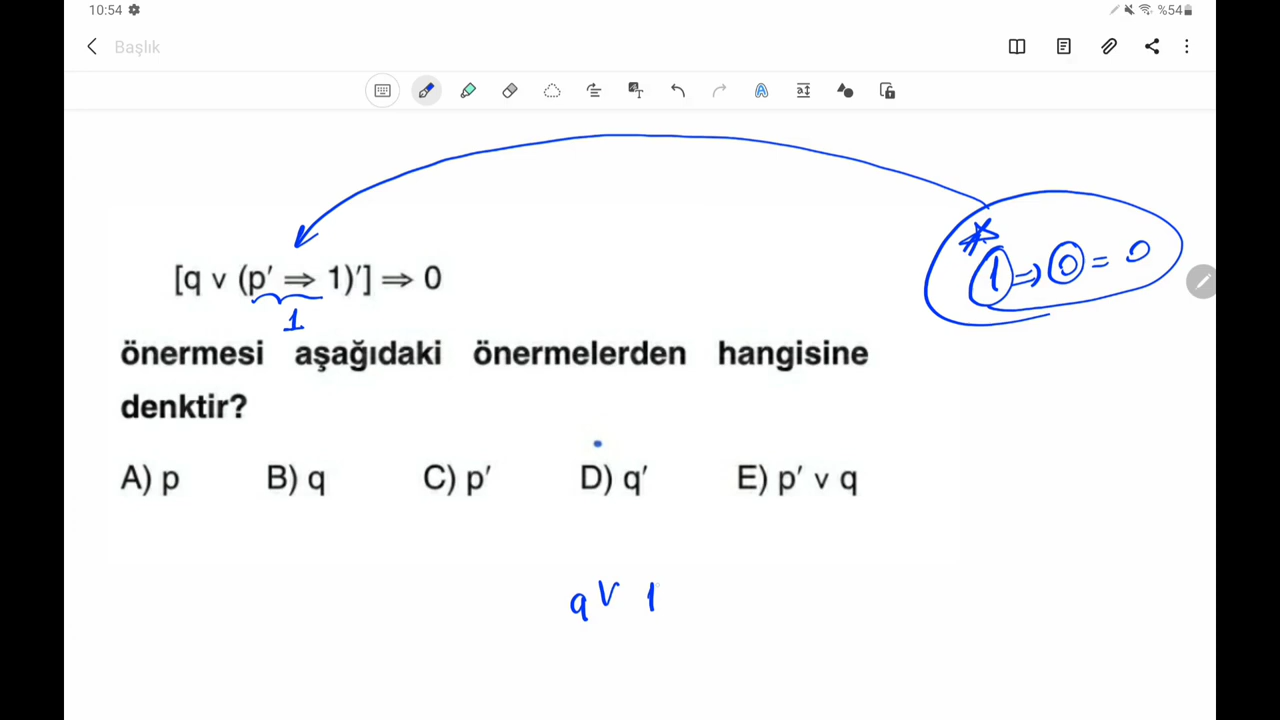 10:54 %54
Başlık
1 ⇒ 0 = 0
[q v (p′ ⇒ 1)′] ⇒ 0
1
önermesi aşağıdaki önermelerden hangisine
denktir?
A) p B) q C) p′ D) q′ E) p′ v q
q v 1